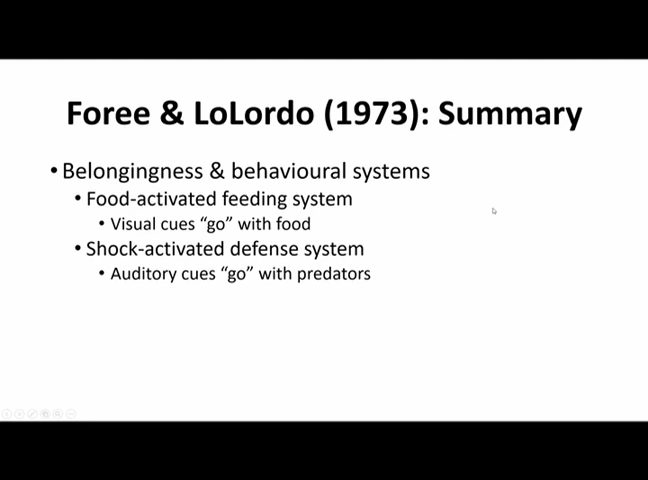 Foree & LoLordo (1973): Summary
• Belongingness & behavioural systems
• Food-activated feeding system
• Visual cues “go” with food
• Shock-activated defense system
• Auditory cues “go” with predators